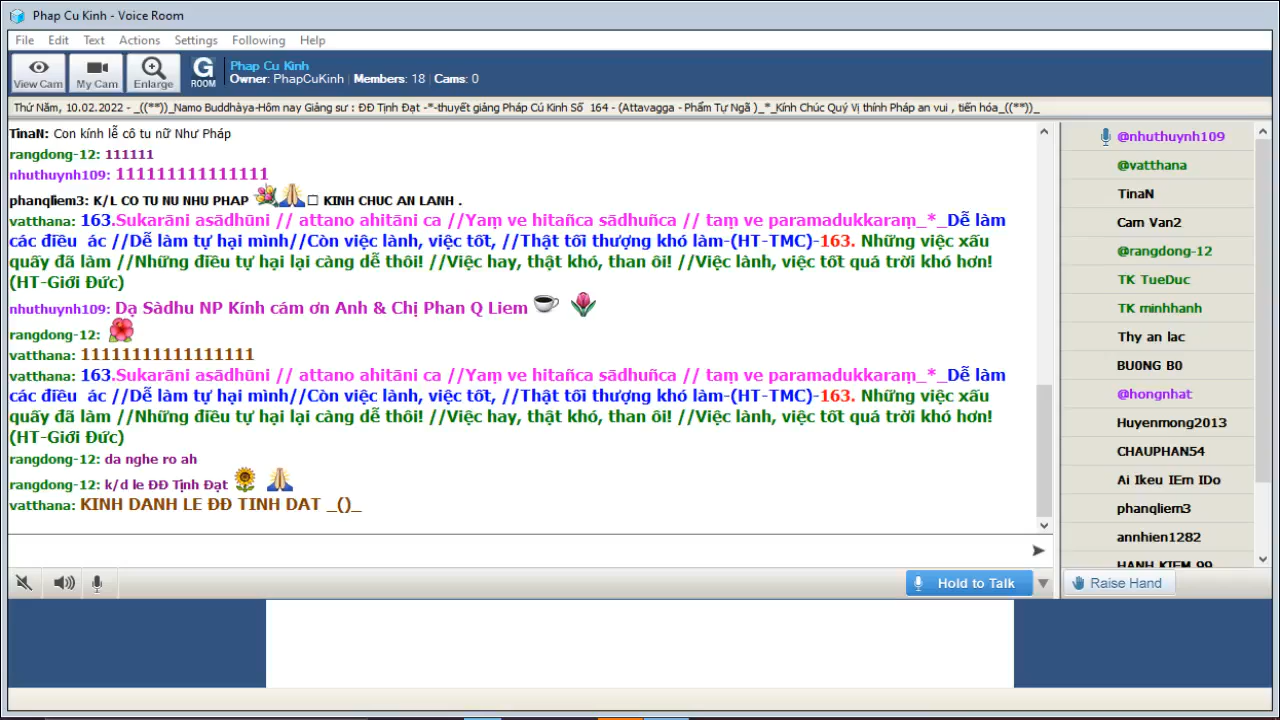 Phap Cu Kinh - Voice Room
File Edit Text Actions Settings Following Help
View Cam My Cam Enlarge G ROOM
Phap Cu Kinh
Owner: PhapCuKinh | Members: 18 | Cams: 0
Thứ Năm, 10.02.2022 - _((**))_Namo Buddhàya-Hôm nay Giảng sư : ĐĐ Tịnh Đạt -*-thuyết giảng Pháp Cú Kinh Số 164 - (Attavagga - Phẩm Tự Ngã )_*_Kính Chúc Quý Vị thính Pháp an vui , tiến hóa_((**))_
TinaN: Con kính lễ cô tu nữ Như Pháp
rangdong-12: 111111
nhuthuynh109: 111111111111111
phanqliem3: K/L CO TU NU NHU PHAP 💐🙏□ KINH CHUC AN LANH .
vatthana: 163.Sukarāni asādhūni // attano ahitāni ca //Yaṃ ve hitañca sādhuñca // taṃ ve paramadukkaraṃ_*_Dễ làm
các điều ác //Dễ làm tự hại mình//Còn việc lành, việc tốt, //Thật tối thượng khó làm-(HT-TMC)-163. Những việc xấu
quấy đã làm //Những điều tự hại lại càng dễ thôi! //Việc hay, thật khó, than ôi! //Việc lành, việc tốt quá trời khó hơn!
(HT-Giới Đức)
nhuthuynh109: Dạ Sàdhu NP Kính cám ơn Anh & Chị Phan Q Liem ☕ 🌷
rangdong-12: 🌺
vatthana: 11111111111111111
vatthana: 163.Sukarāni asādhūni // attano ahitāni ca //Yaṃ ve hitañca sādhuñca // taṃ ve paramadukkaraṃ_*_Dễ làm
các điều ác //Dễ làm tự hại mình//Còn việc lành, việc tốt, //Thật tối thượng khó làm-(HT-TMC)-163. Những việc xấu
quấy đã làm //Những điều tự hại lại càng dễ thôi! //Việc hay, thật khó, than ôi! //Việc lành, việc tốt quá trời khó hơn!
(HT-Giới Đức)
rangdong-12: da nghe ro ah
rangdong-12: k/d le ĐĐ Tịnh Đạt 🌻 🙏
vatthana: KINH DANH LE ĐĐ TINH DAT _()_
@nhuthuynh109
@vatthana
TinaN
Cam Van2
@rangdong-12
TK TueDuc
TK minhhanh
Thy an lac
BU0NG B0
@hongnhat
Huyenmong2013
CHAUPHAN54
Ai Ikeu IEm IDo
phanqliem3
annhien1282
HANH KIEM 99
Hold to Talk
Raise Hand